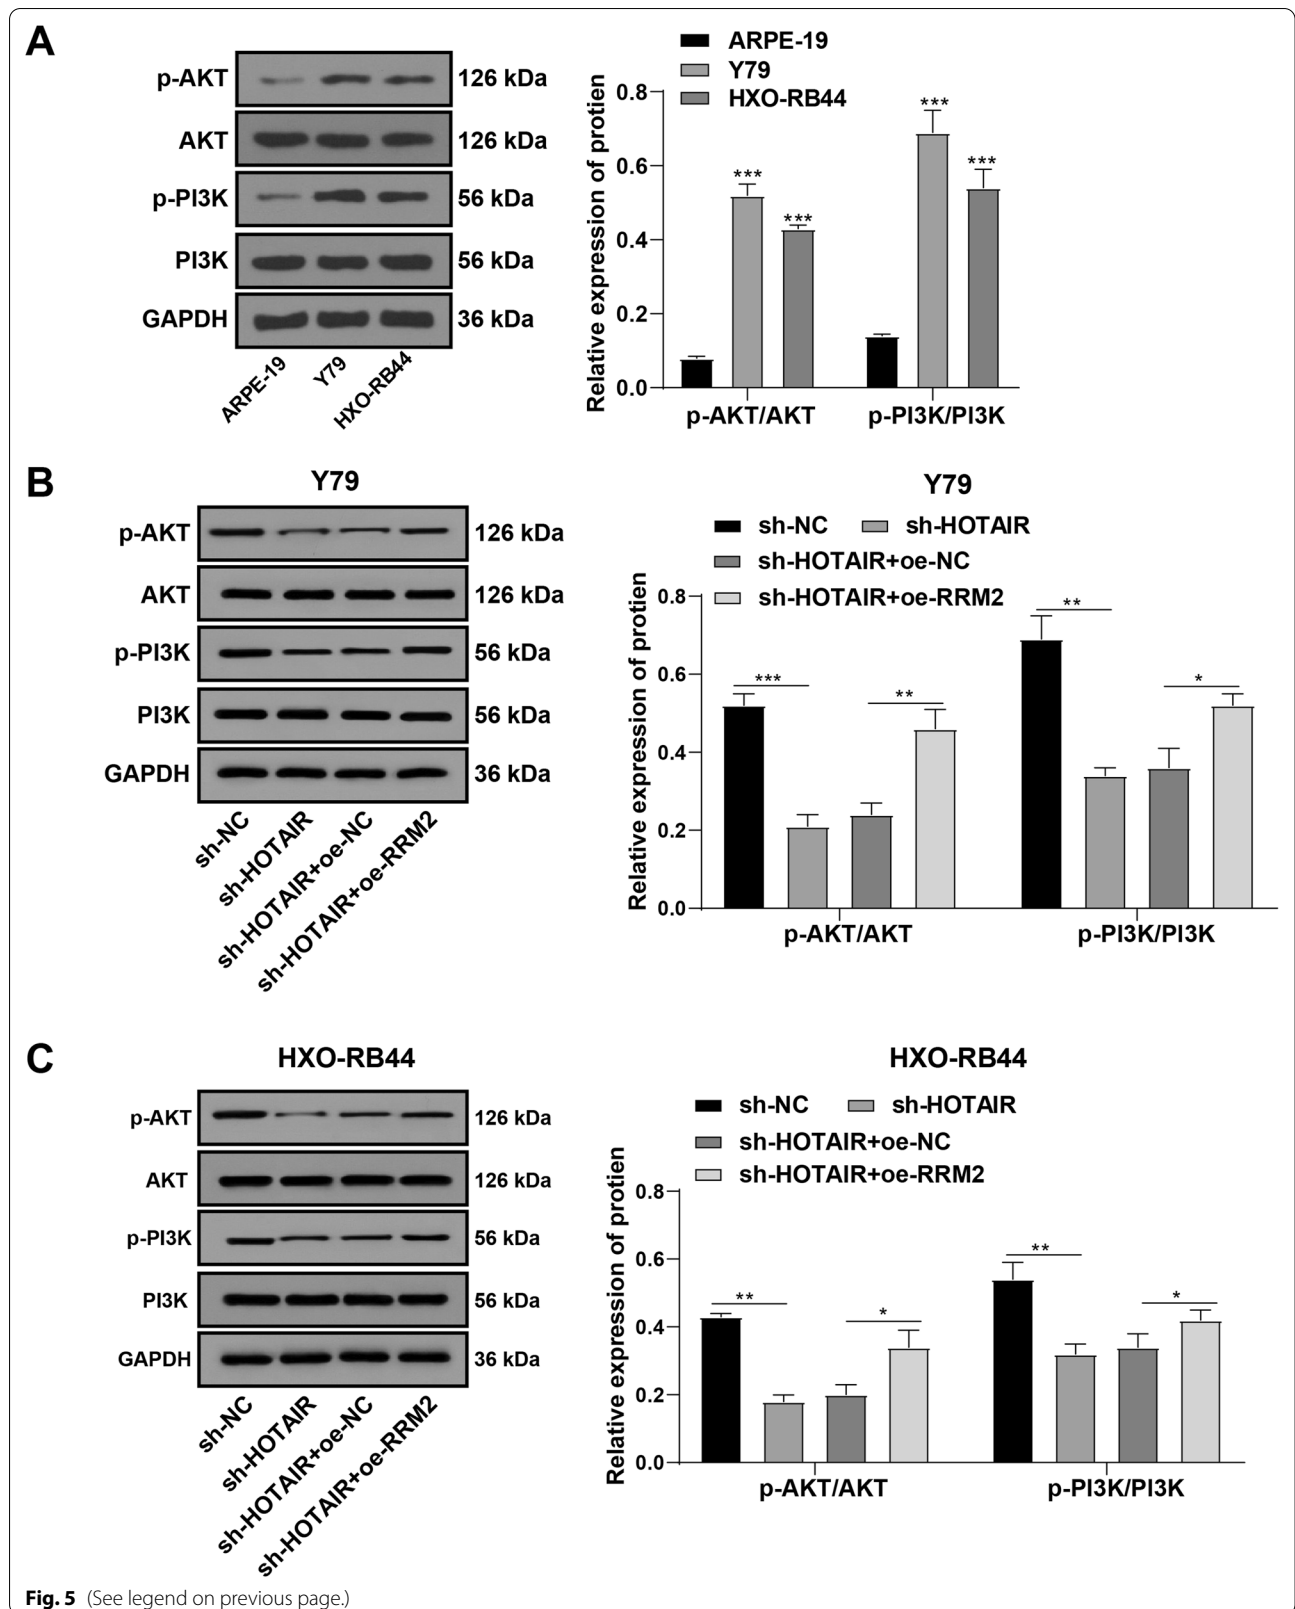 A
p-AKT 126 kDa
AKT 126 kDa
p-PI3K 56 kDa
PI3K 56 kDa
GAPDH 36 kDa
ARPE-19 Y79 HXO-RB44
ARPE-19
Y79
HXO-RB44
Relative expression of protien
0.8
0.6
0.4
0.2
0.0
*** *** *** ***
p-AKT/AKT p-PI3K/PI3K
B
Y79
p-AKT 126 kDa
AKT 126 kDa
p-PI3K 56 kDa
PI3K 56 kDa
GAPDH 36 kDa
sh-NC sh-HOTAIR sh-HOTAIR+oe-NC sh-HOTAIR+oe-RRM2
Y79
sh-NC sh-HOTAIR
sh-HOTAIR+oe-NC
sh-HOTAIR+oe-RRM2
Relative expression of protien
0.8
0.6
0.4
0.2
0.0
*** ** ** *
p-AKT/AKT p-PI3K/PI3K
C
HXO-RB44
p-AKT 126 kDa
AKT 126 kDa
p-PI3K 56 kDa
PI3K 56 kDa
GAPDH 36 kDa
sh-NC sh-HOTAIR sh-HOTAIR+oe-NC sh-HOTAIR+oe-RRM2
HXO-RB44
sh-NC sh-HOTAIR
sh-HOTAIR+oe-NC
sh-HOTAIR+oe-RRM2
Relative expression of protien
0.8
0.6
0.4
0.2
0.0
** * ** *
p-AKT/AKT p-PI3K/PI3K
Fig. 5 (See legend on previous page.)